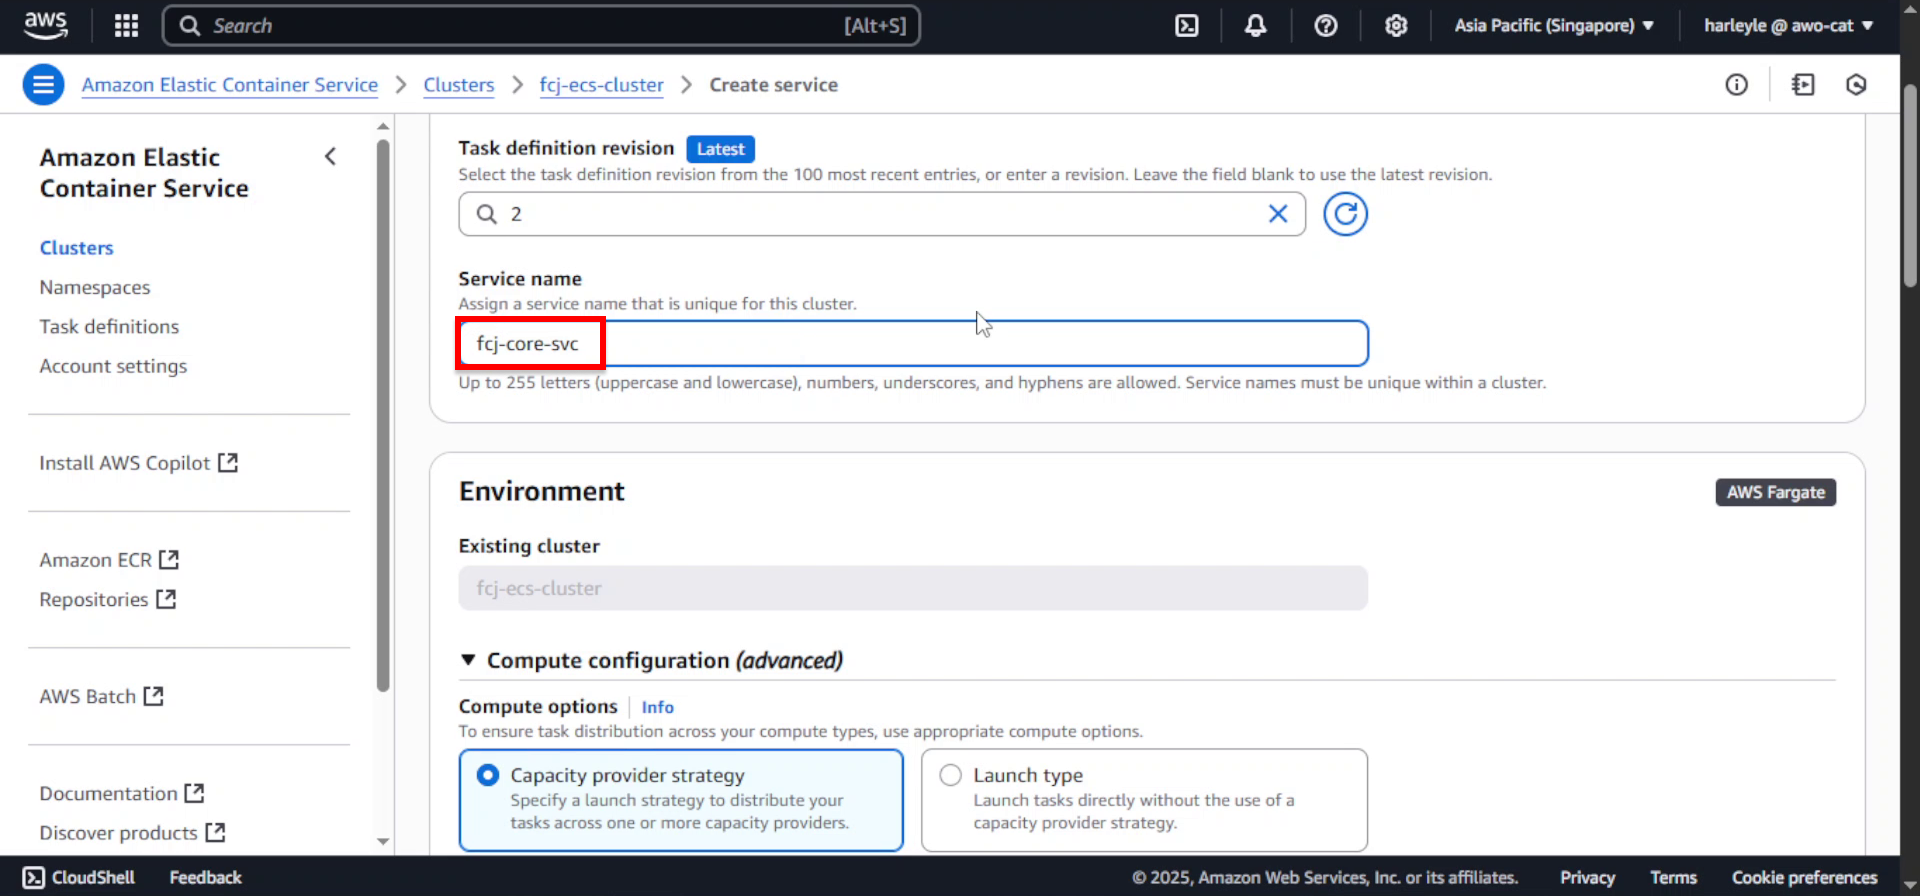 aws
Search
[Alt+S]
Asia Pacific (Singapore)
harleyle @ awo-cat
Amazon Elastic Container Service
Clusters
fcj-ecs-cluster
Create service
Amazon Elastic
Container Service
Clusters
Namespaces
Task definitions
Account settings
Install AWS Copilot
Amazon ECR
Repositories
AWS Batch
Documentation
Discover products
Task definition revision Latest
Select the task definition revision from the 100 most recent entries, or enter a revision. Leave the field blank to use the latest revision.
2
Service name
Assign a service name that is unique for this cluster.
fcj-core-svc
Up to 255 letters (uppercase and lowercase), numbers, underscores, and hyphens are allowed. Service names must be unique within a cluster.
Environment
AWS Fargate
Existing cluster
fcj-ecs-cluster
Compute configuration (advanced)
Compute options Info
To ensure task distribution across your compute types, use appropriate compute options.
Capacity provider strategy
Specify a launch strategy to distribute your
tasks across one or more capacity providers.
Launch type
Launch tasks directly without the use of a
capacity provider strategy.
CloudShell
Feedback
© 2025, Amazon Web Services, Inc. or its affiliates.
Privacy
Terms
Cookie preferences